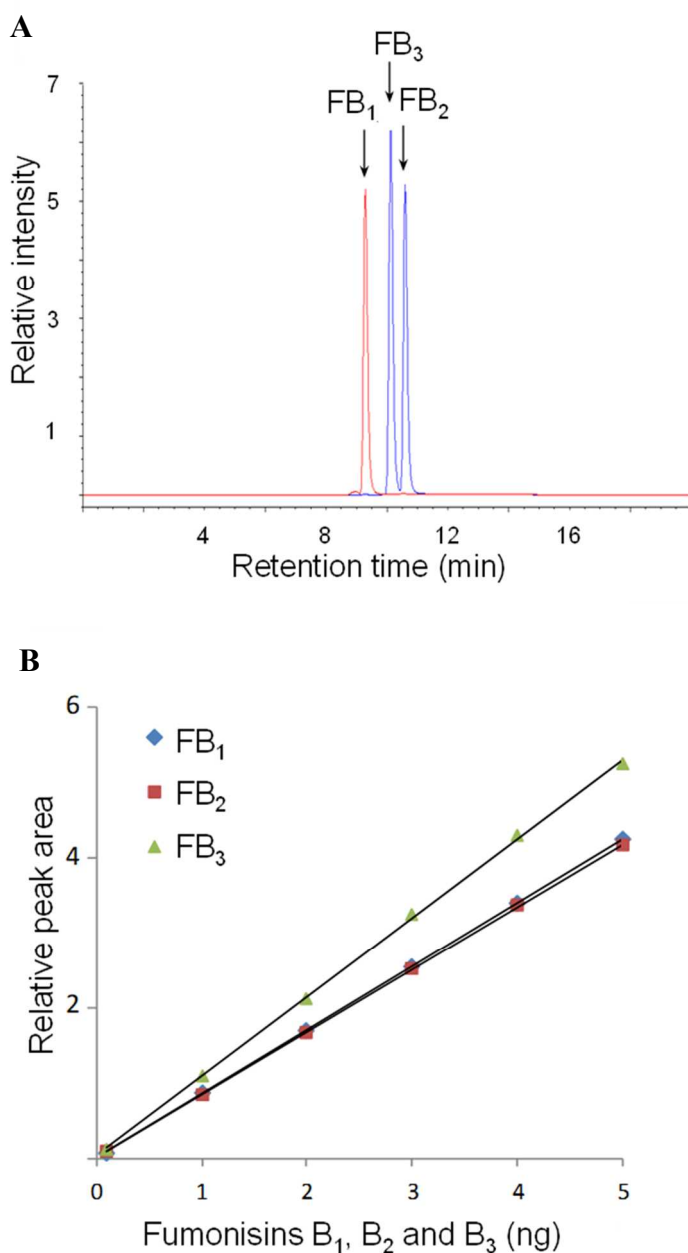 A
FB₃
FB₁ FB₂
7
5
3
1
Relative intensity
4 8 12 16
Retention time (min)
B
6
4
2
FB₁
FB₂
FB₃
Relative peak area
0 1 2 3 4 5
Fumonisins B₁, B₂ and B₃ (ng)